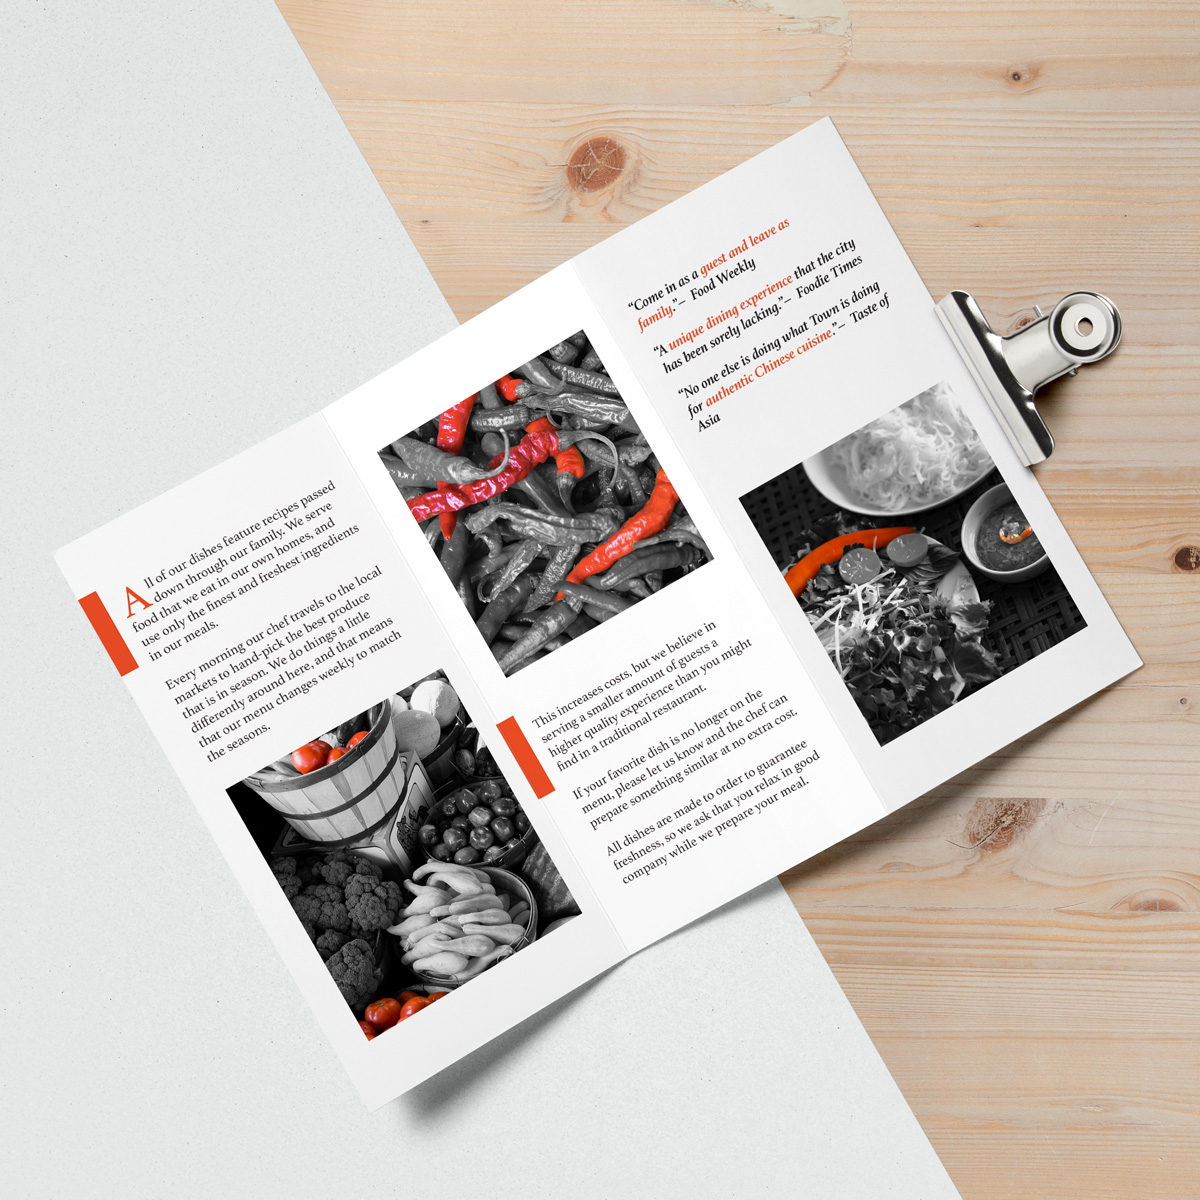 All of our dishes feature recipes passed
down through our family. We serve
food that we eat in our own homes, and
use only the finest and freshest ingredients
in our meals.
Every morning our chef travels to the local
markets to hand-pick the best produce
that is in season. We do things a little
differently around here, and that means
that our menu changes weekly to match
the seasons.
This increases costs, but we believe in
serving a smaller amount of guests a
higher quality experience than you might
find in a traditional restaurant.
If your favorite dish is no longer on the
menu, please let us know and the chef can
prepare something similar at no extra cost.
All dishes are made to order to guarantee
freshness, so we ask that you relax in good
company while we prepare your meal.
“Come in as a guest and leave as
family.”– Food Weekly
“A unique dining experience that the city
has been sorely lacking.”– Foodie Times
“No one else is doing what Town is doing
for authentic Chinese cuisine.”– Taste of
Asia